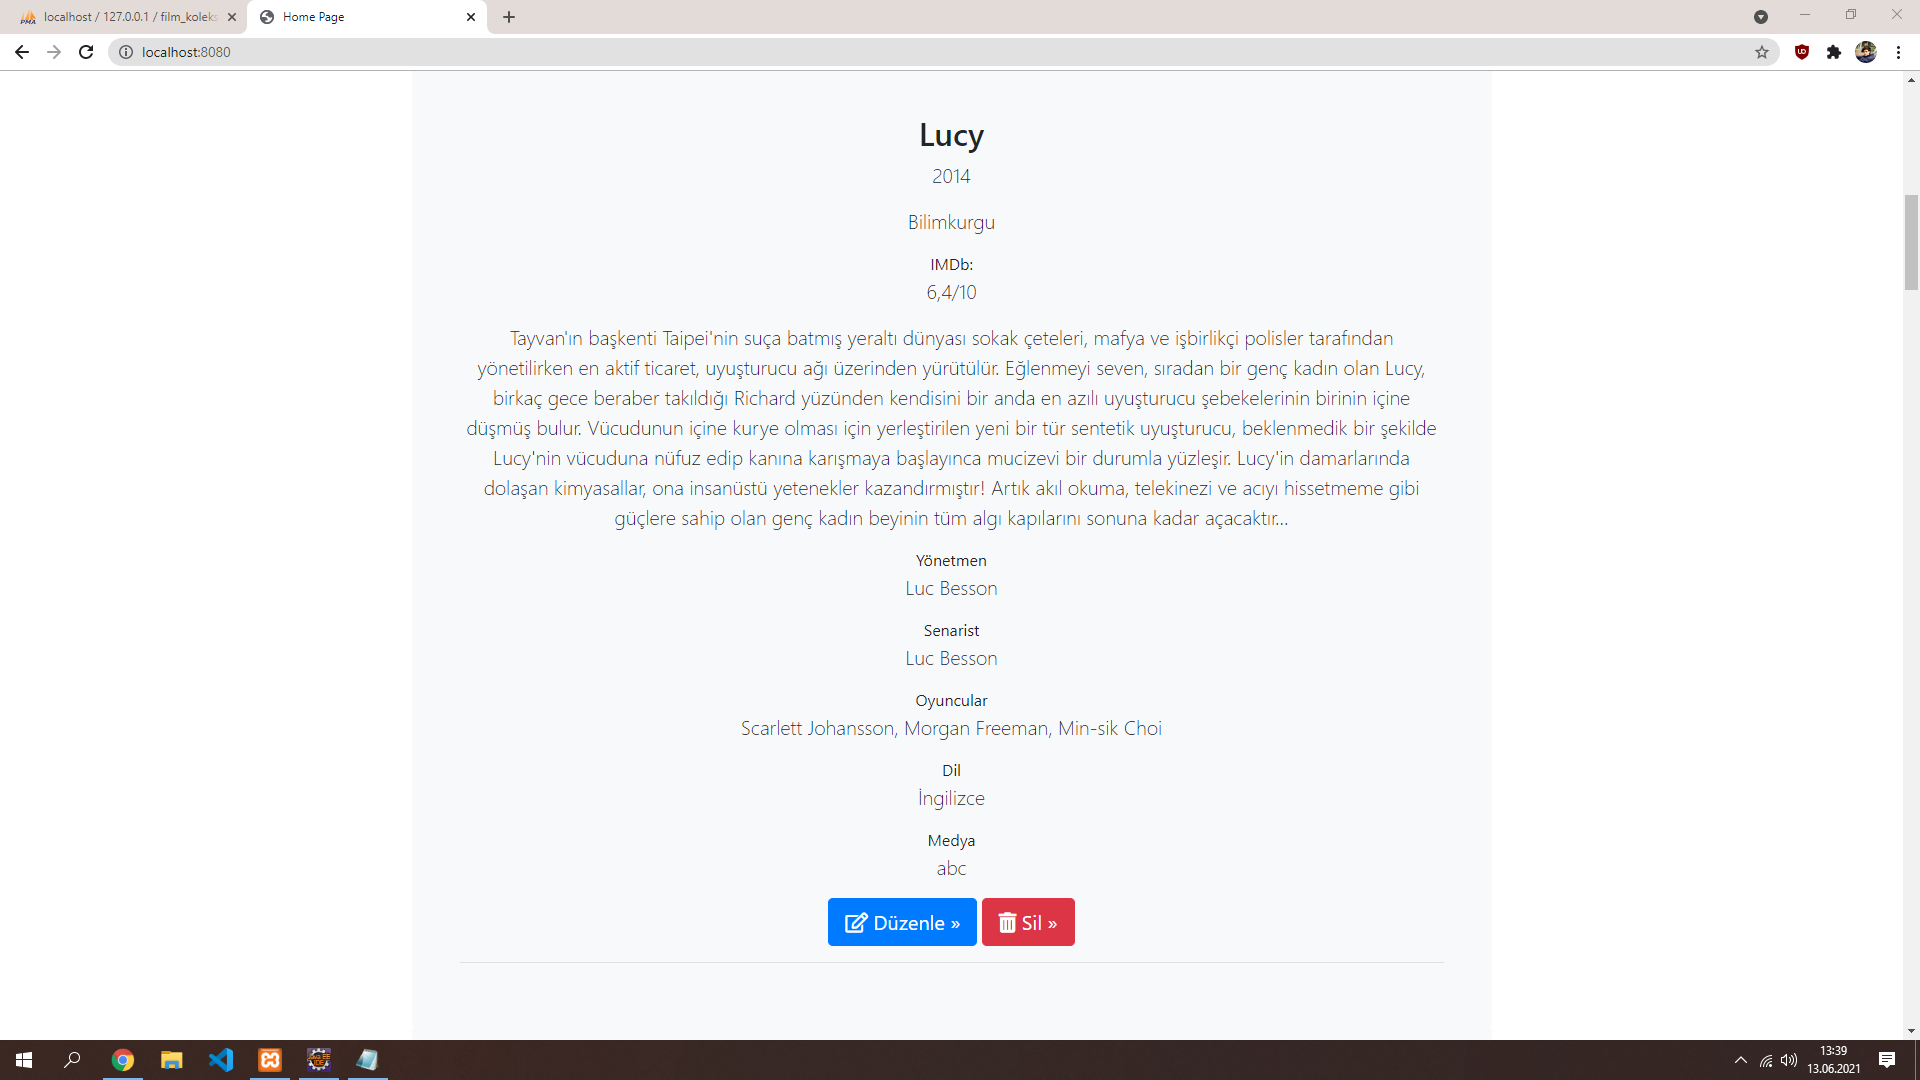 localhost / 127.0.0.1 / film_koleks
Home Page
localhost:8080
Lucy
2014
Bilimkurgu
IMDb:
6,4/10
Tayvan'ın başkenti Taipei'nin suça batmış yeraltı dünyası sokak çeteleri, mafya ve işbirlikçi polisler tarafından
yönetilirken en aktif ticaret, uyuşturucu ağı üzerinden yürütülür. Eğlenmeyi seven, sıradan bir genç kadın olan Lucy,
birkaç gece beraber takıldığı Richard yüzünden kendisini bir anda en azılı uyuşturucu şebekelerinin birinin içine
düşmüş bulur. Vücudunun içine kurye olması için yerleştirilen yeni bir tür sentetik uyuşturucu, beklenmedik bir şekilde
Lucy'nin vücuduna nüfuz edip kanına karışmaya başlayınca mucizevi bir durumla yüzleşir. Lucy'in damarlarında
dolaşan kimyasallar, ona insanüstü yetenekler kazandırmıştır! Artık akıl okuma, telekinezi ve acıyı hissetmeme gibi
güçlere sahip olan genç kadın beyinin tüm algı kapılarını sonuna kadar açacaktır...
Yönetmen
Luc Besson
Senarist
Luc Besson
Oyuncular
Scarlett Johansson, Morgan Freeman, Min-sik Choi
Dil
İngilizce
Medya
abc
Düzenle » Sil »
13:39
13.06.2021